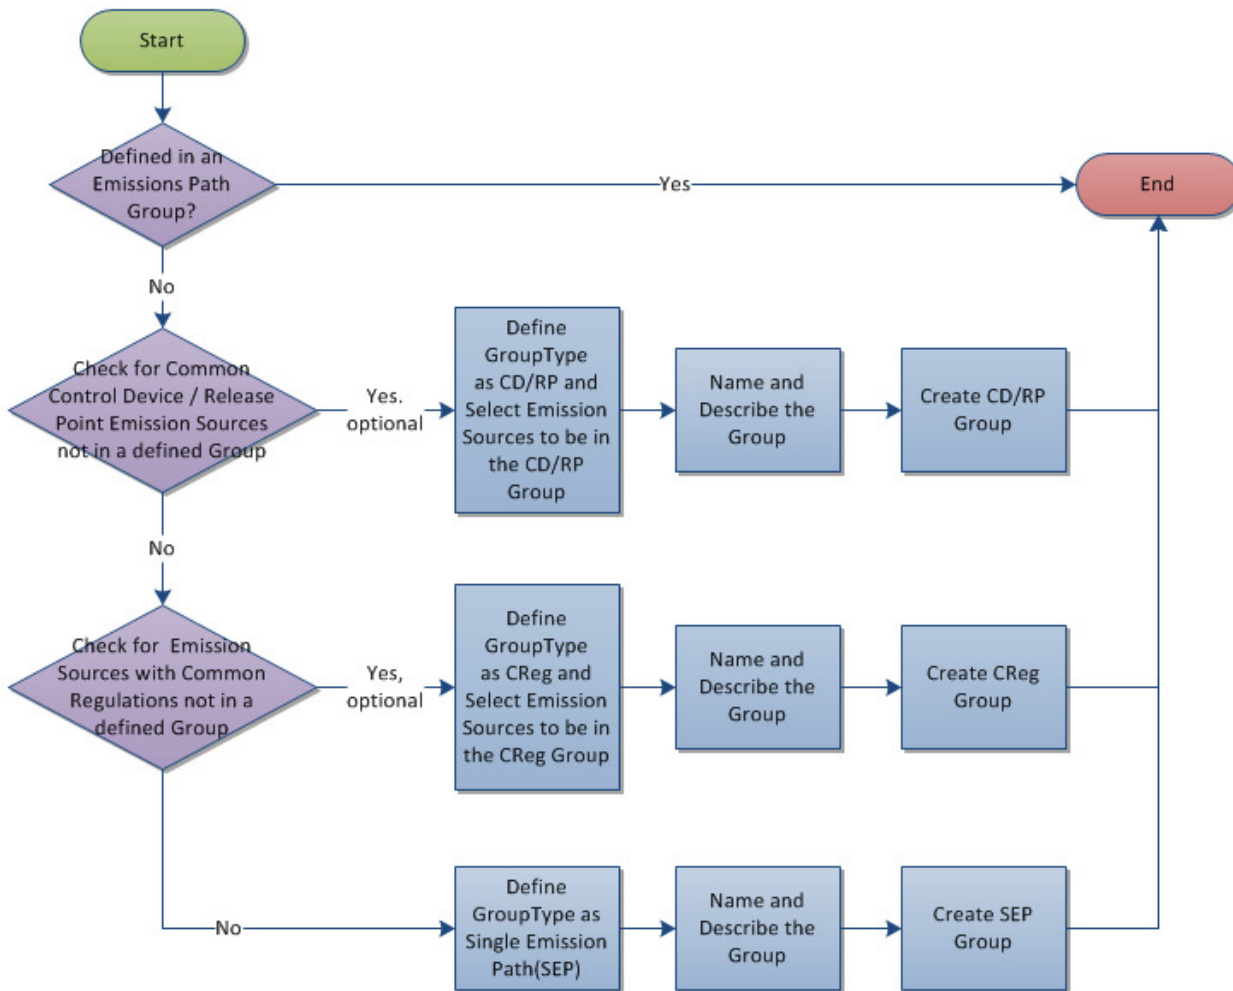 Start
Defined in an
Emissions Path
Group?
Yes
End
No
Check for Common
Control Device / Release
Point Emission Sources
not in a defined Group
Yes.
optional
Define
GroupType
as CD/RP and
Select Emission
Sources to be in
the CD/RP
Group
Name and
Describe the
Group
Create CD/RP
Group
No
Check for  Emission
Sources with Common
Regulations not in a
defined Group
Yes,
optional
Define
GroupType
as CReg and
Select Emission
Sources to be in
the CReg Group
Name and
Describe the
Group
Create CReg
Group
No
Define
GroupType as
Single Emission
Path(SEP)
Name and
Describe the
Group
Create SEP
Group